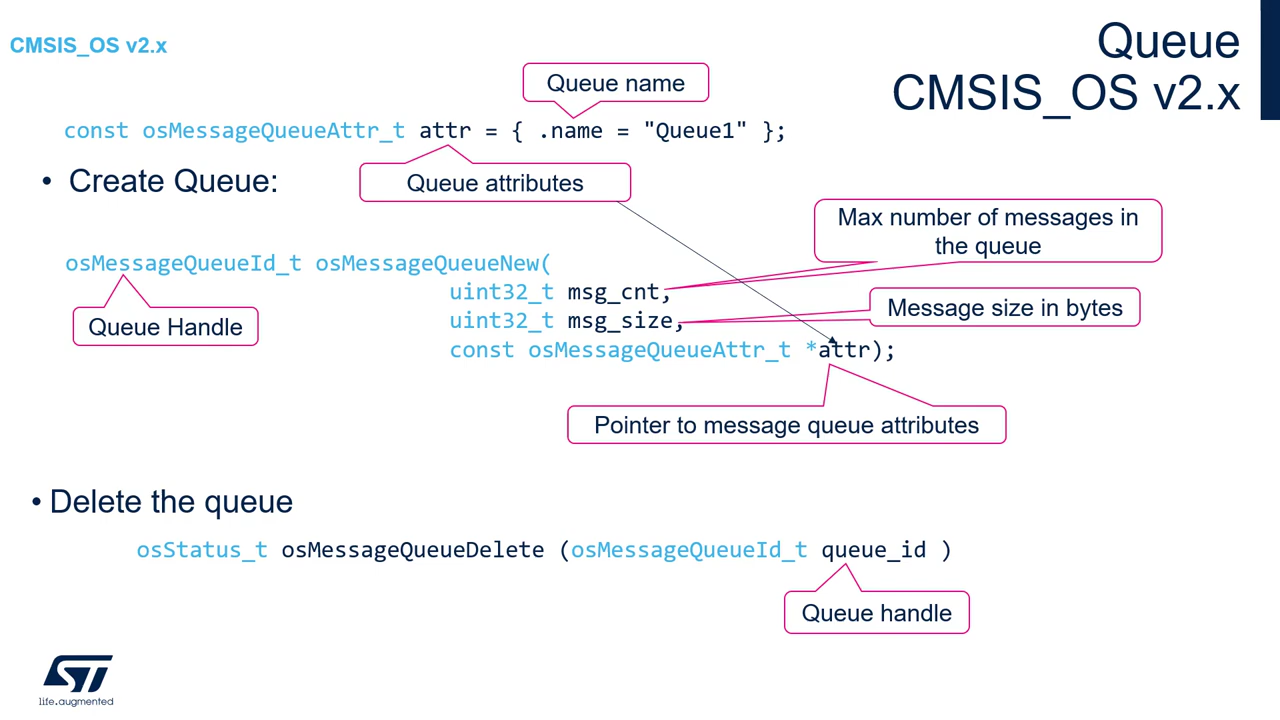 CMSIS_OS v2.x
Queue
CMSIS_OS v2.x
Queue name
const osMessageQueueAttr_t attr = { .name = "Queue1" };
• Create Queue:
Queue attributes
Max number of messages in
the queue
osMessageQueueId_t osMessageQueueNew(
uint32_t msg_cnt,
Message size in bytes
uint32_t msg_size,
Queue Handle
const osMessageQueueAttr_t *attr);
Pointer to message queue attributes
• Delete the queue
osStatus_t osMessageQueueDelete (osMessageQueueId_t queue_id )
Queue handle
ST
life.augmented